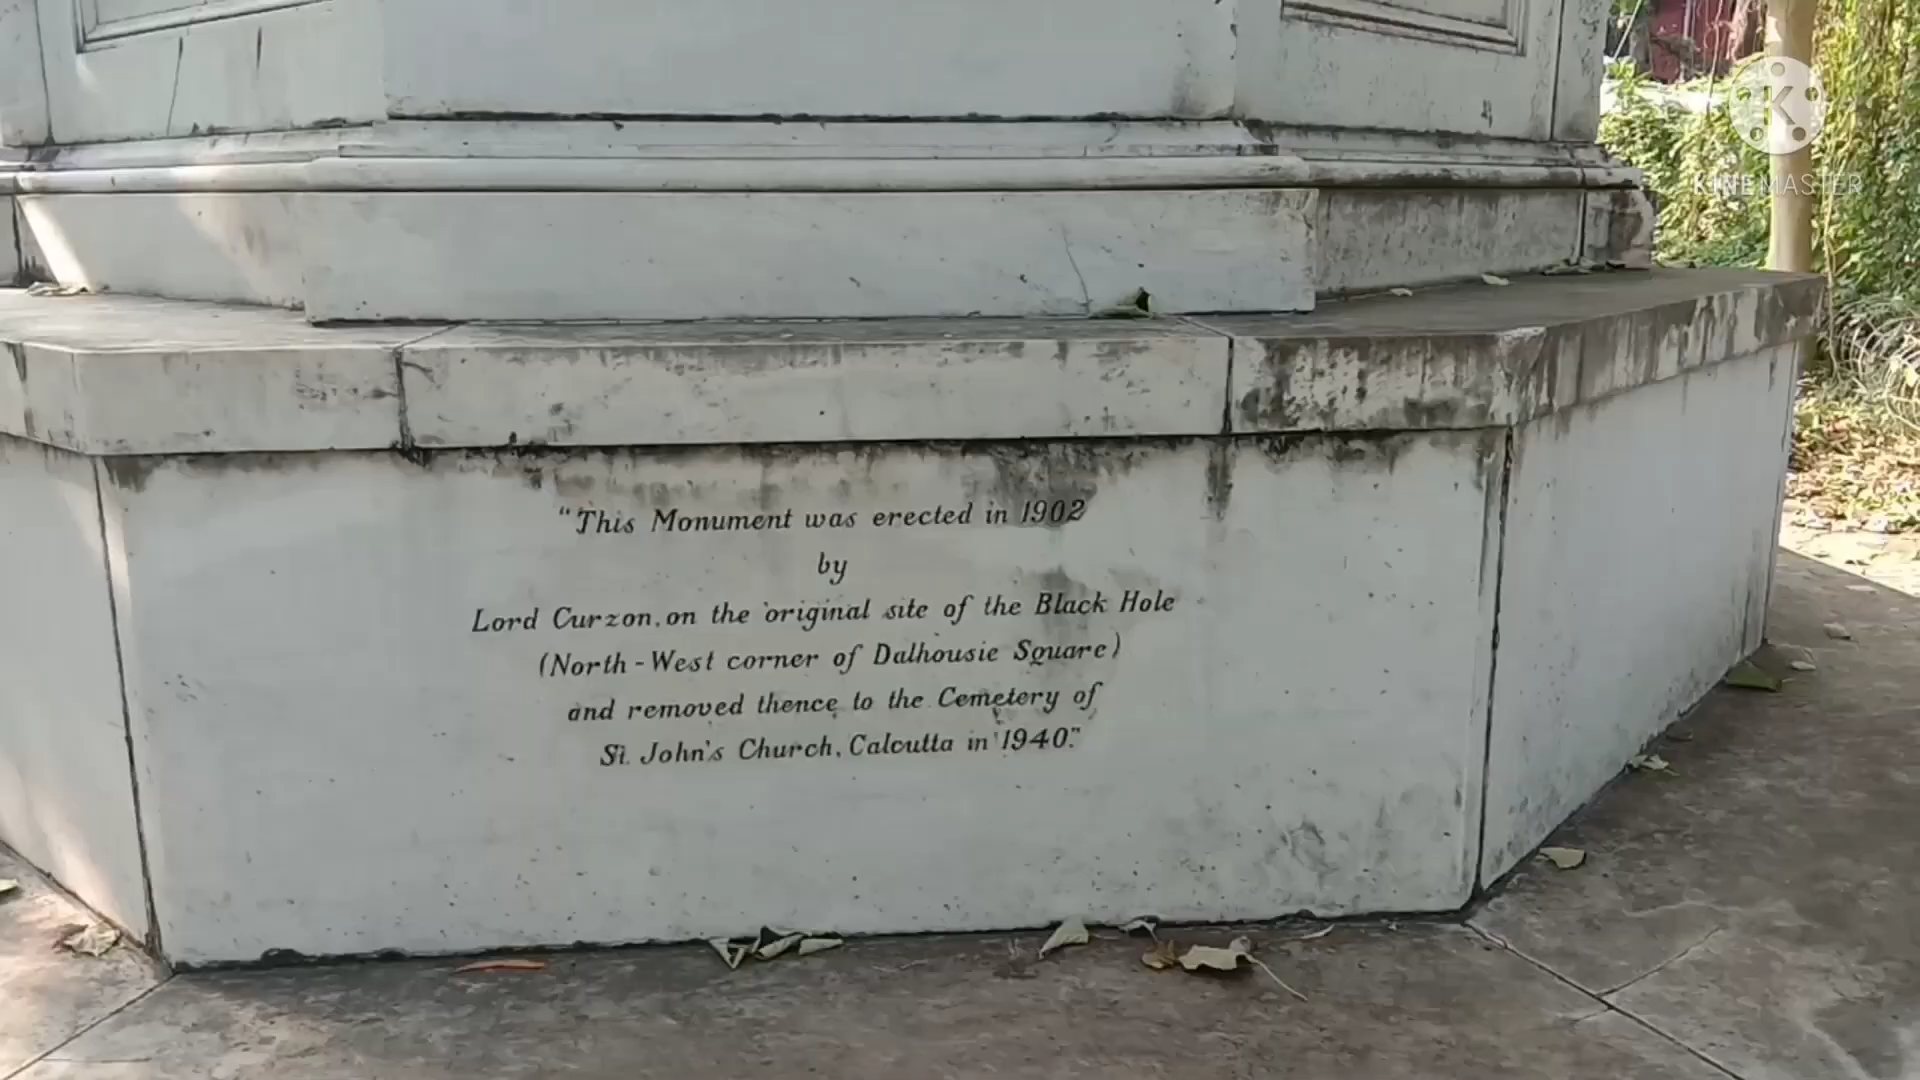 KINEMASTER
"This Monument was erected in 1902
by
Lord Curzon, on the original site of the Black Hole
(North-West corner of Dalhousie Square)
and removed thence to the Cemetery of
St. John's Church, Calcutta in 1940."